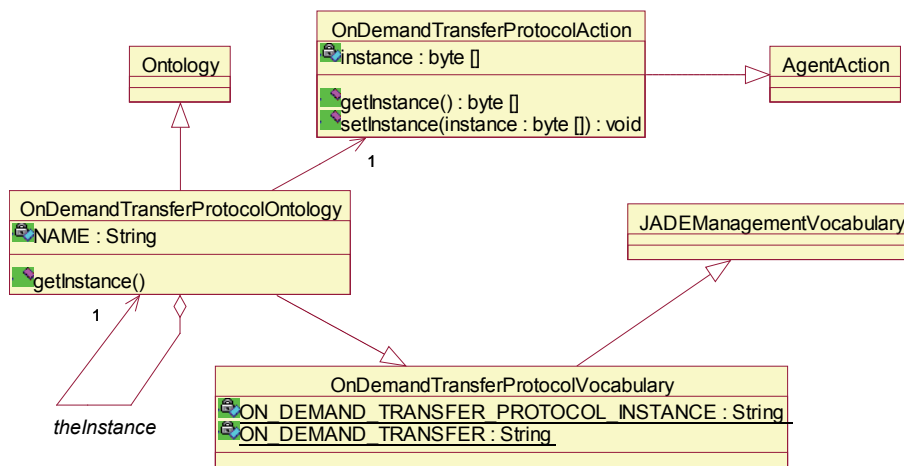 OnDemandTransferProtocolAction
instance : byte []
getInstance() : byte []
setInstance(instance : byte []) : void
Ontology
AgentAction
1
OnDemandTransferProtocolOntology
NAME : String
getInstance()
JADEManagementVocabulary
1
theInstance
OnDemandTransferProtocolVocabulary
ON_DEMAND_TRANSFER_PROTOCOL_INSTANCE : String
ON_DEMAND_TRANSFER : String